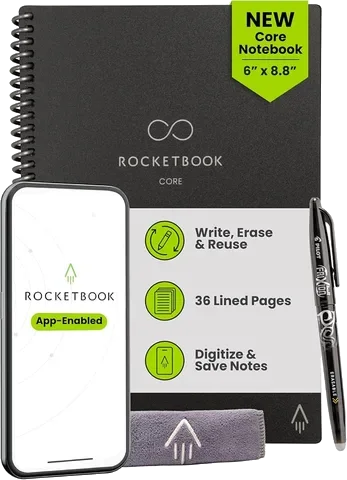 NEW
Core
Notebook
6” x 8.8”
ROCKETBOOK
CORE
Write, Erase
& Reuse
36 Lined Pages
Digitize &
Save Notes
ROCKETBOOK
App-Enabled
PILOT
FRIXION
ERASABLE